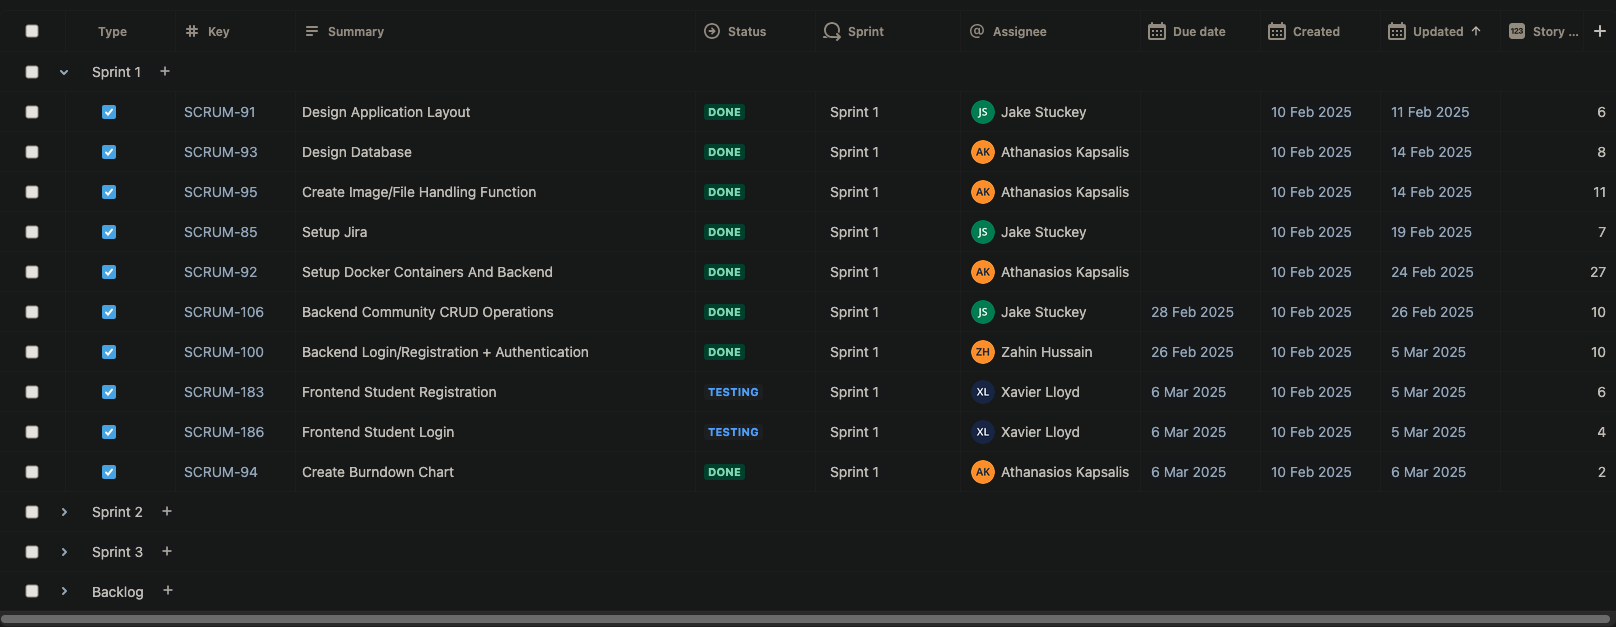 Type Key Summary Status Sprint Assignee Due date Created Updated Story ...
Sprint 1
SCRUM-91 Design Application Layout DONE Sprint 1 JS Jake Stuckey 10 Feb 2025 11 Feb 2025 6
SCRUM-93 Design Database DONE Sprint 1 AK Athanasios Kapsalis 10 Feb 2025 14 Feb 2025 8
SCRUM-95 Create Image/File Handling Function DONE Sprint 1 AK Athanasios Kapsalis 10 Feb 2025 14 Feb 2025 11
SCRUM-85 Setup Jira DONE Sprint 1 JS Jake Stuckey 10 Feb 2025 19 Feb 2025 7
SCRUM-92 Setup Docker Containers And Backend DONE Sprint 1 AK Athanasios Kapsalis 10 Feb 2025 24 Feb 2025 27
SCRUM-106 Backend Community CRUD Operations DONE Sprint 1 JS Jake Stuckey 28 Feb 2025 10 Feb 2025 26 Feb 2025 10
SCRUM-100 Backend Login/Registration + Authentication DONE Sprint 1 ZH Zahin Hussain 26 Feb 2025 10 Feb 2025 5 Mar 2025 10
SCRUM-183 Frontend Student Registration TESTING Sprint 1 XL Xavier Lloyd 6 Mar 2025 10 Feb 2025 5 Mar 2025 6
SCRUM-186 Frontend Student Login TESTING Sprint 1 XL Xavier Lloyd 6 Mar 2025 10 Feb 2025 5 Mar 2025 4
SCRUM-94 Create Burndown Chart DONE Sprint 1 AK Athanasios Kapsalis 6 Mar 2025 10 Feb 2025 6 Mar 2025 2
Sprint 2
Sprint 3
Backlog